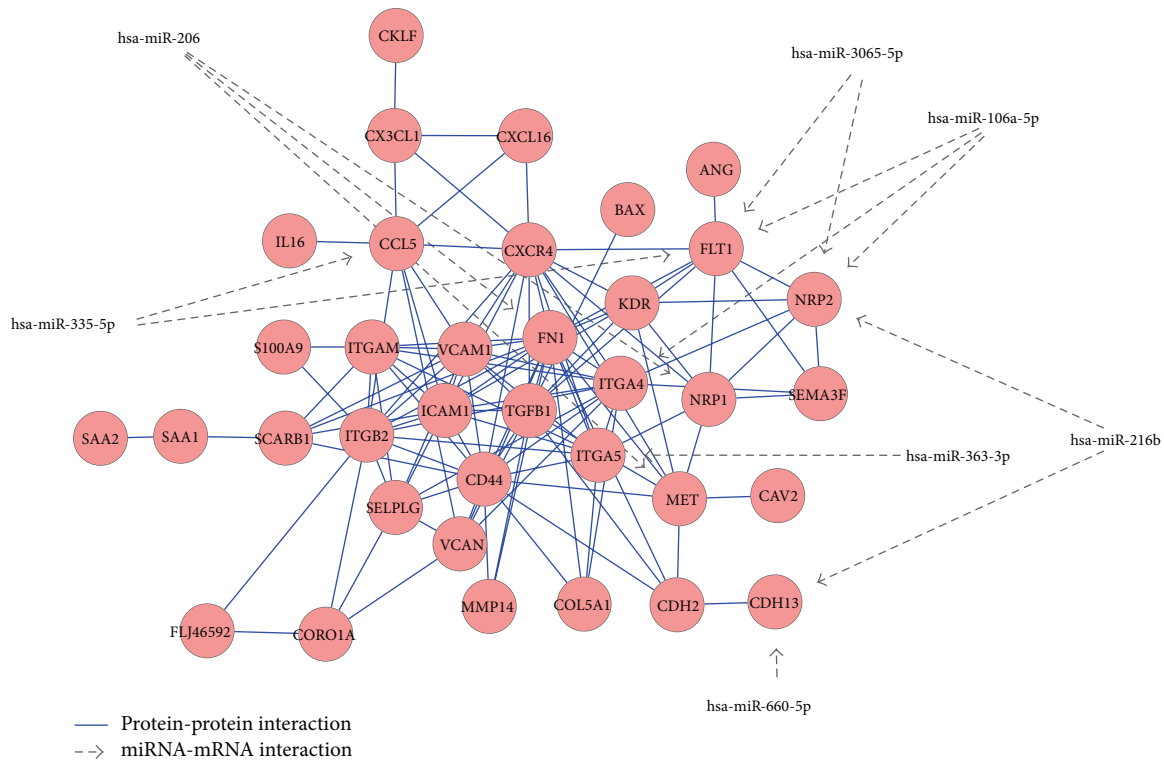 CKLF
hsa-miR-206
hsa-miR-3065-5p
hsa-miR-106a-5p
CX3CL1
CXCL16
ANG
BAX
IL16
CCL5
CXCR4
FLT1
NRP2
KDR
hsa-miR-335-5p
S100A9
ITGAM
VCAM1
FN1
ITGA4
NRP1
SEMA3F
SAA2
SAA1
SCARB1
ITGB2
ICAM1
TGFB1
hsa-miR-216b
ITGA5
hsa-miR-363-3p
CD44
MET
CAV2
SELPLG
VCAN
MMP14
COL5A1
CDH2
CDH13
FLJ46592
CORO1A
hsa-miR-660-5p
Protein-protein interaction
miRNA-mRNA interaction